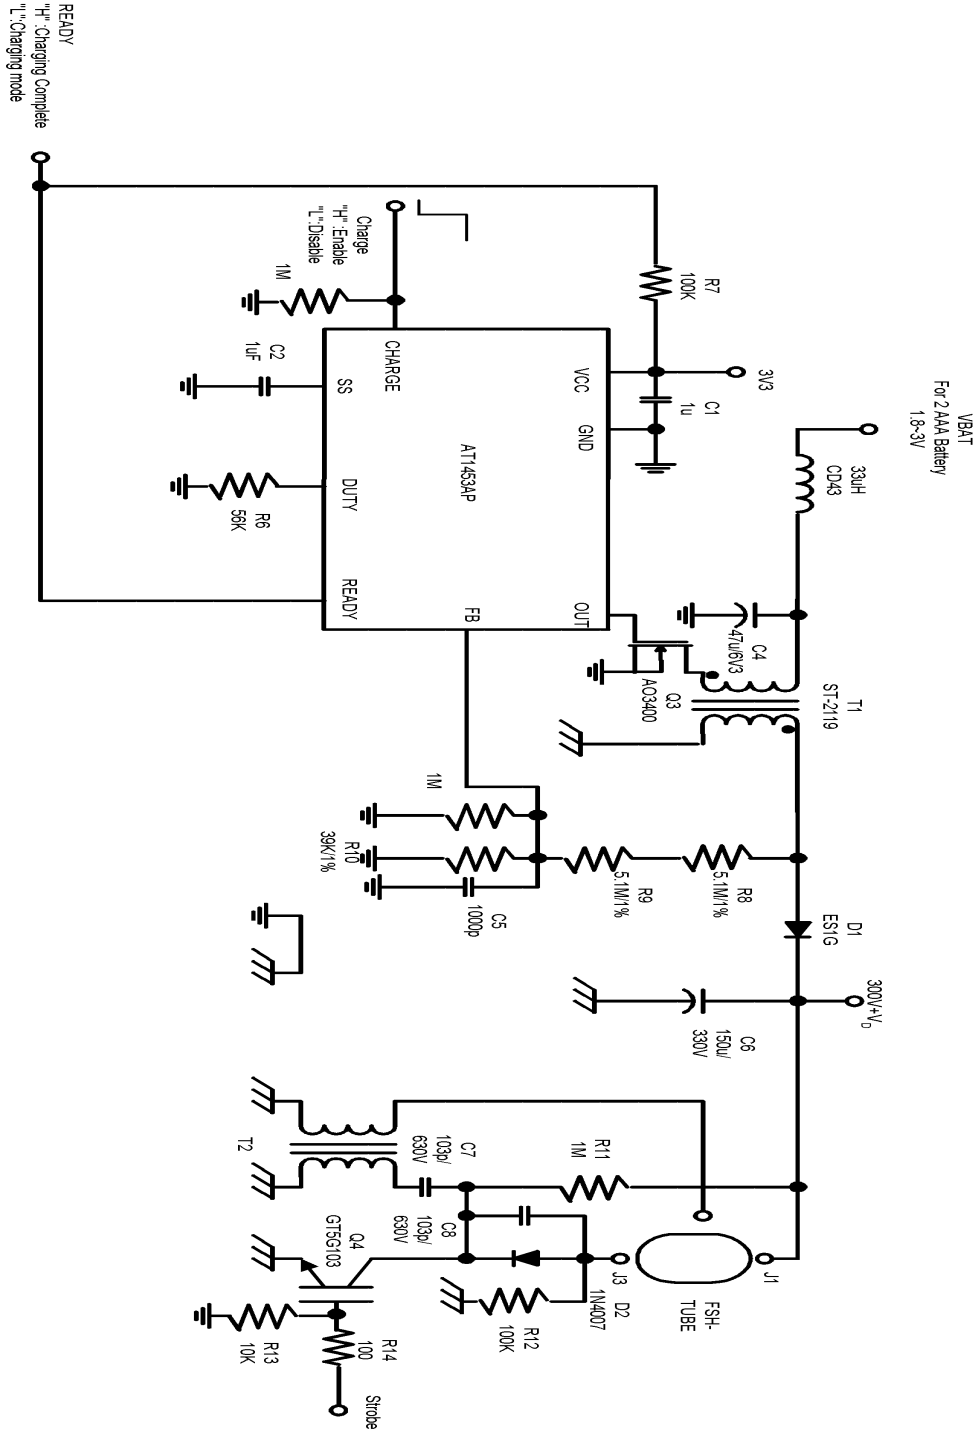 VBAT
For 2 AAA Battery
1.8~3V
33uH
CD43
3V3
R7
100K
C1
1u
C4
47u/6V3
T1
ST-2119
Q3
AO3400
D1
ES1G
300V+VD
R8
5.1M/1%
R9
5.1M/1%
C6
150u/
330V
J1
FSH-
TUBE
J3
D2
1N4007
R11
1M
R12
100K
C7
103p/
630V
C8
103p/
630V
T2
Q4
GT5G103
R14
100
R13
10K
Strobe
VCC
GND
OUT
AT1453AP
CHARGE
SS
DUTY
READY
FB
1M
R10
39K/1%
C5
1000p
Charge
"H" :Enable
"L":Disable
1M
C2
1uF
R6
56K
READY
"H" :Charging Complete
"L":Charging mode